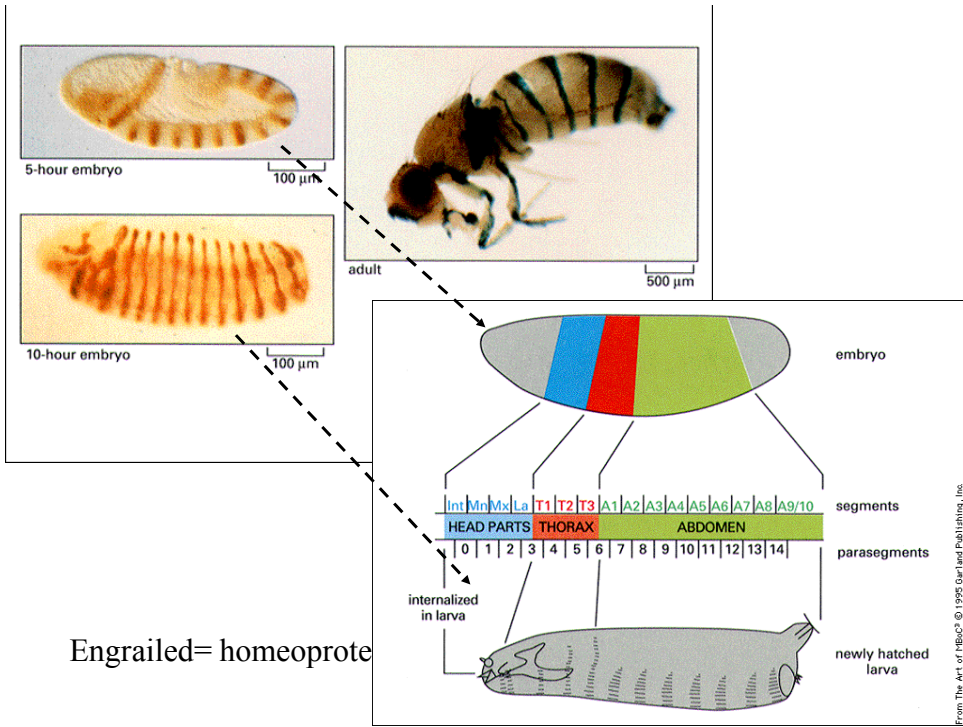 5-hour embryo
100 μm
adult
500 μm
10-hour embryo
100 μm
embryo
Int Mn Mx La T1 T2 T3 A1 A2 A3 A4 A5 A6 A7 A8 A9/10
segments
HEAD PARTS THORAX ABDOMEN
0 1 2 3 4 5 6 7 8 9 10 11 12 13 14
parasegments
internalized
in larva
newly hatched
larva
Engrailed= homeoprote
From The Art of MBoC³ © 1995 Garland Publishing, Inc.